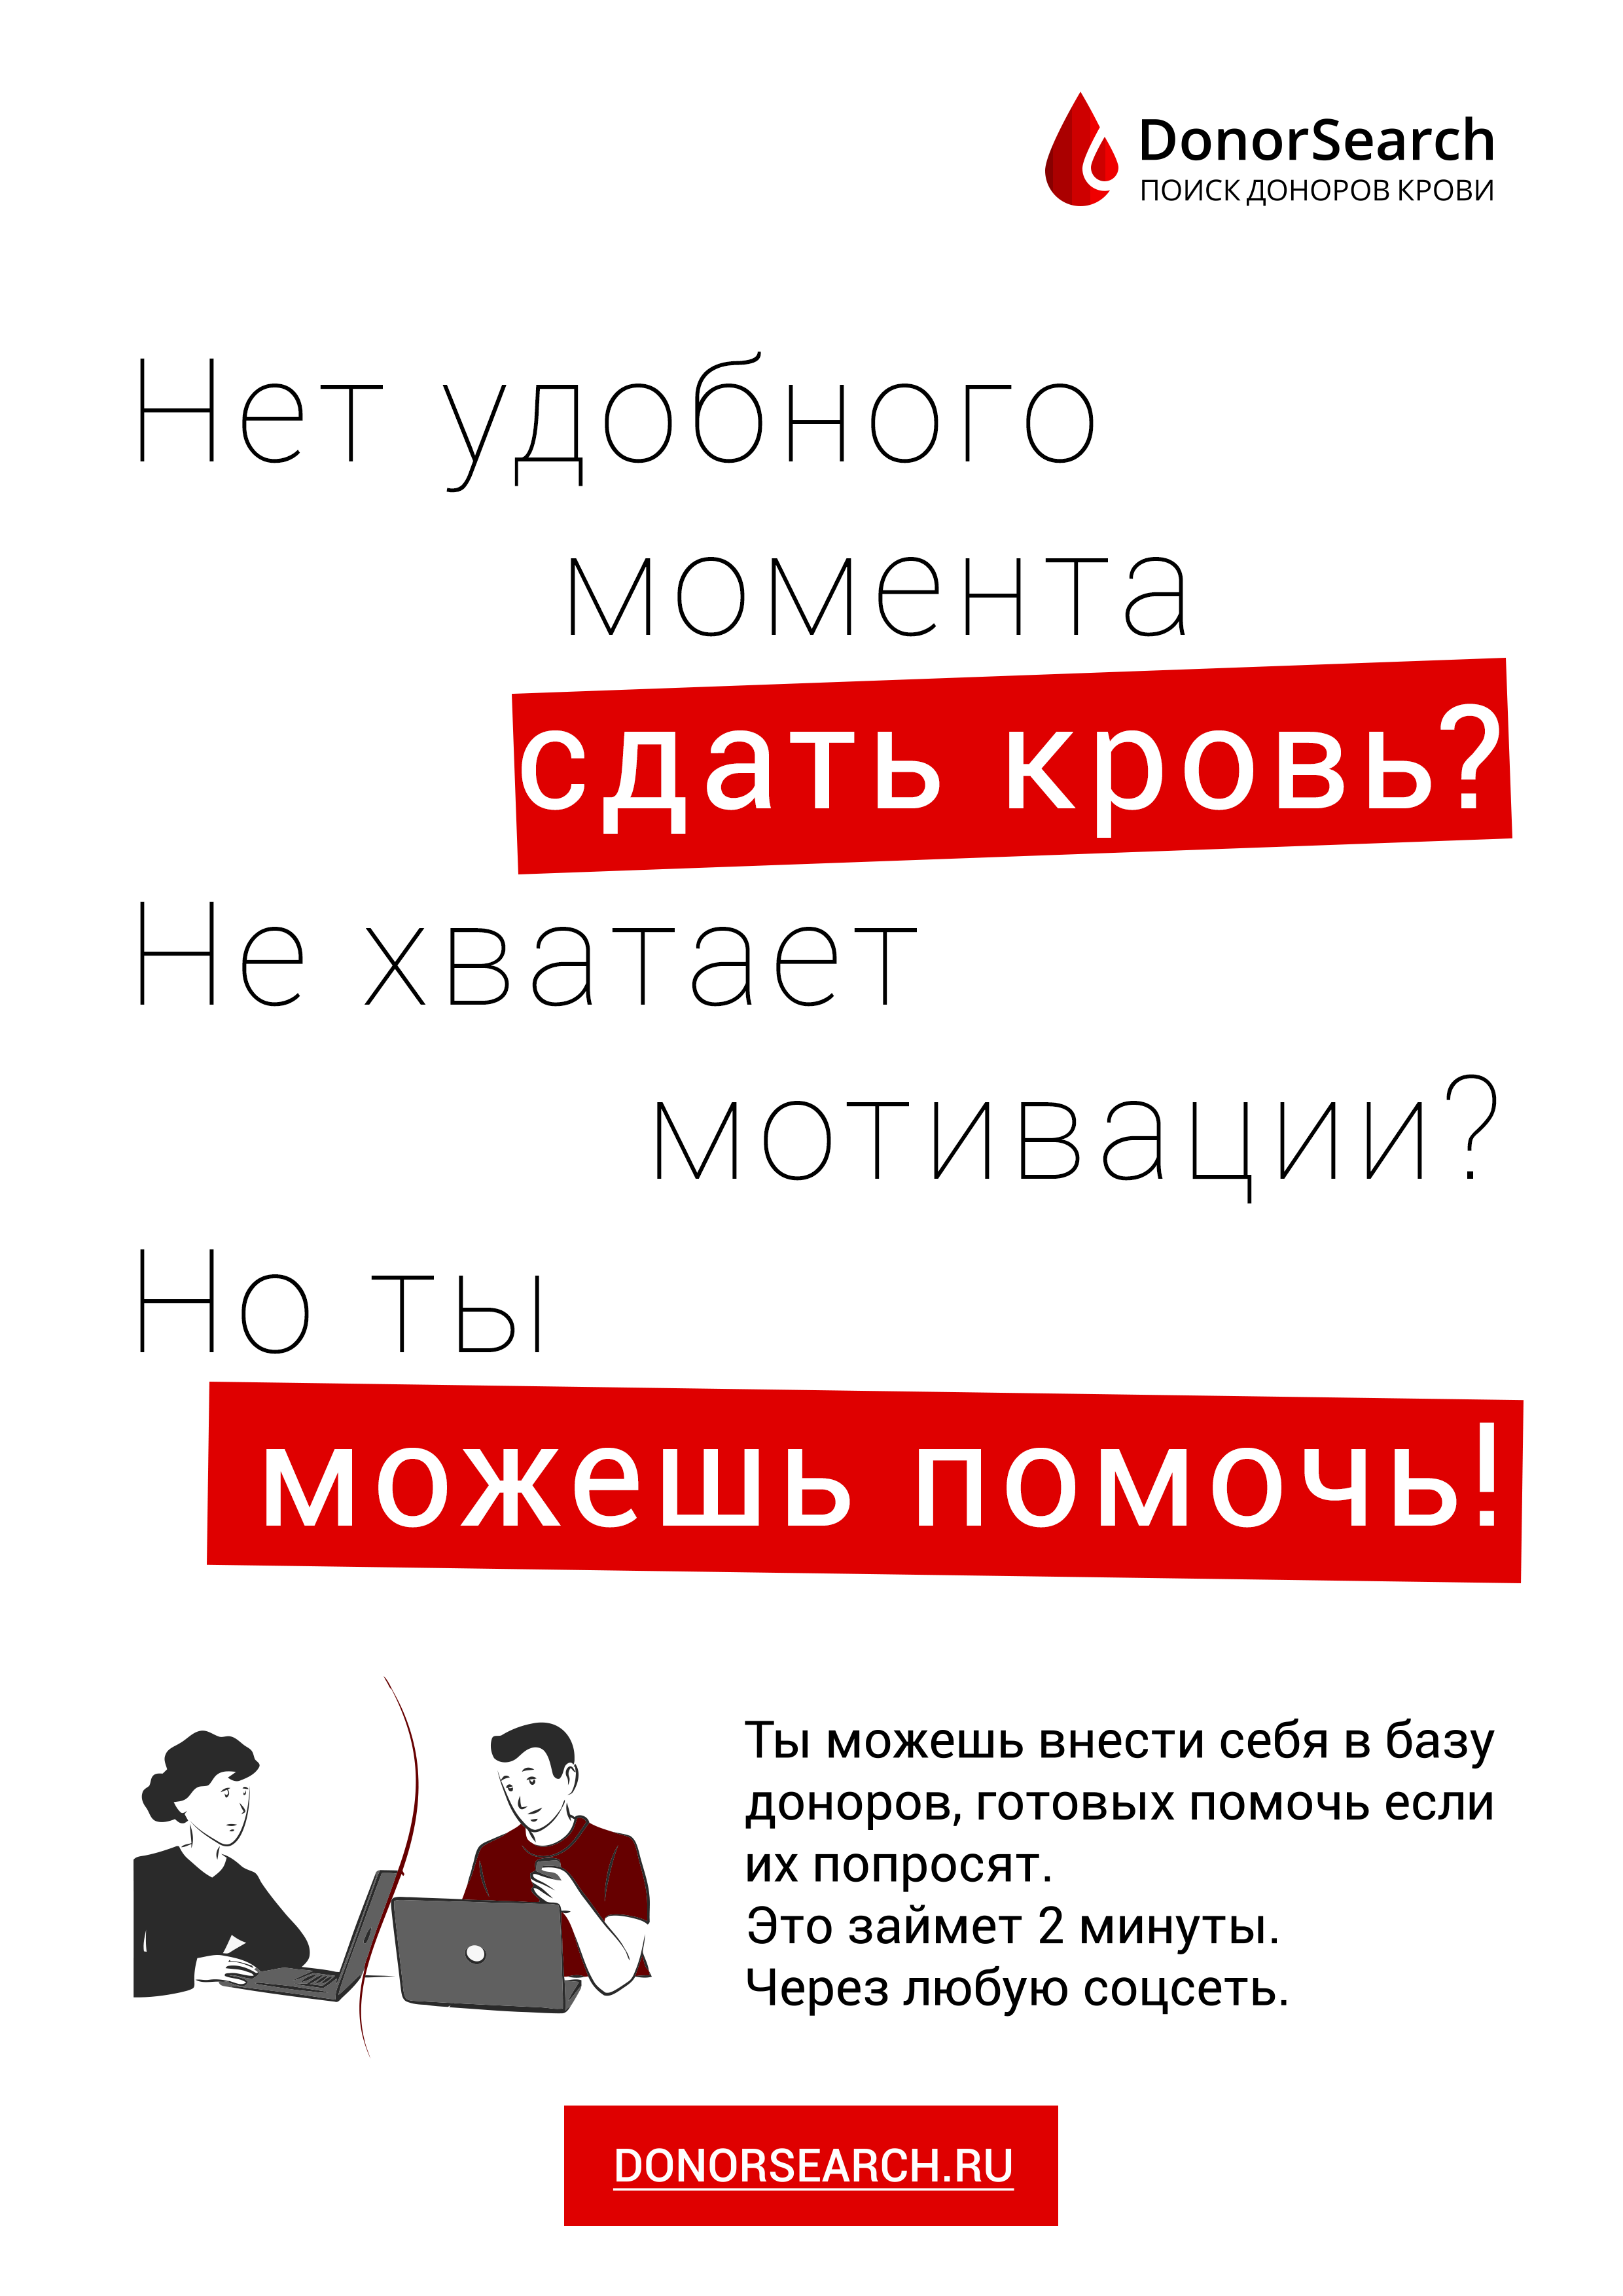 DonorSearch
ПОИСК ДОНОРОВ КРОВИ
Нет удобного
момента
сдать кровь?
Не хватает
мотивации?
Но ты
можешь помочь!
Ты можешь внести себя в базу
доноров, готовых помочь если
их попросят.
Это займет 2 минуты.
Через любую соцсеть.
DONORSEARCH.RU